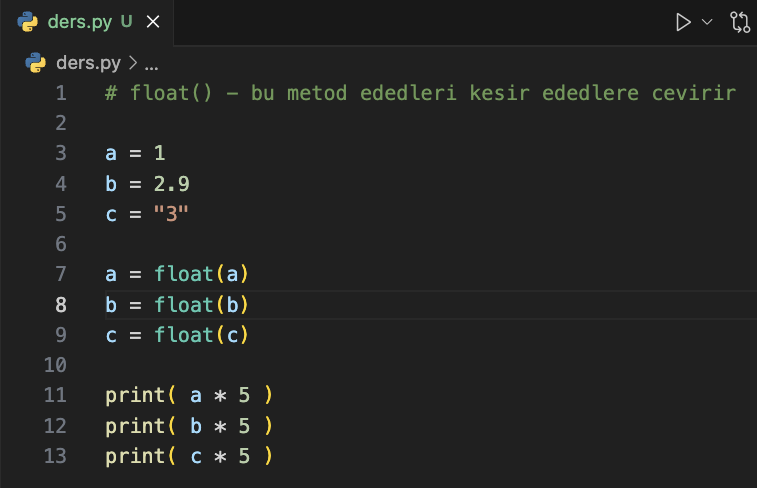 ders.py U ×
ders.py > ...
1 # float() - bu metod ededleri kesir ededlere cevirir
2
3 a = 1
4 b = 2.9
5 c = "3"
6
7 a = float(a)
8 b = float(b)
9 c = float(c)
10
11 print( a * 5 )
12 print( b * 5 )
13 print( c * 5 )